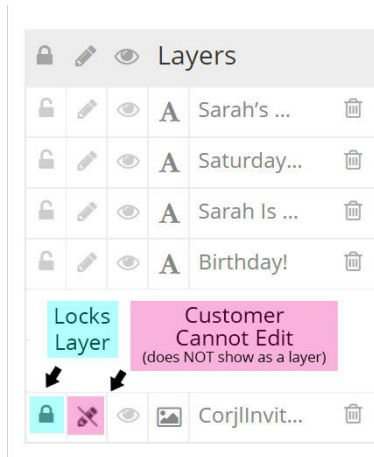 Layers
A Sarah's ...
A Saturday...
A Sarah Is ...
A Birthday!
Locks
Layer
Customer
Cannot Edit
(does NOT show as a layer)
CorjlInvit...